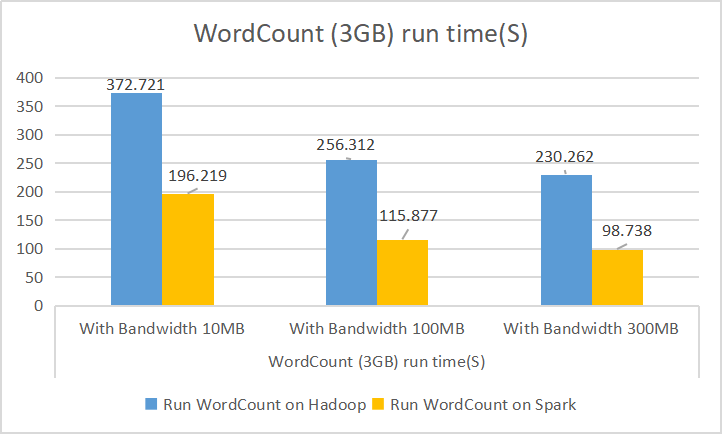 WordCount (3GB) run time(S)
400
350
300
250
200
150
100
50
0
372.721
196.219
256.312
115.877
230.262
98.738
With Bandwidth 10MB
With Bandwidth 100MB
With Bandwidth 300MB
WordCount (3GB) run time(S)
Run WordCount on Hadoop
Run WordCount on Spark